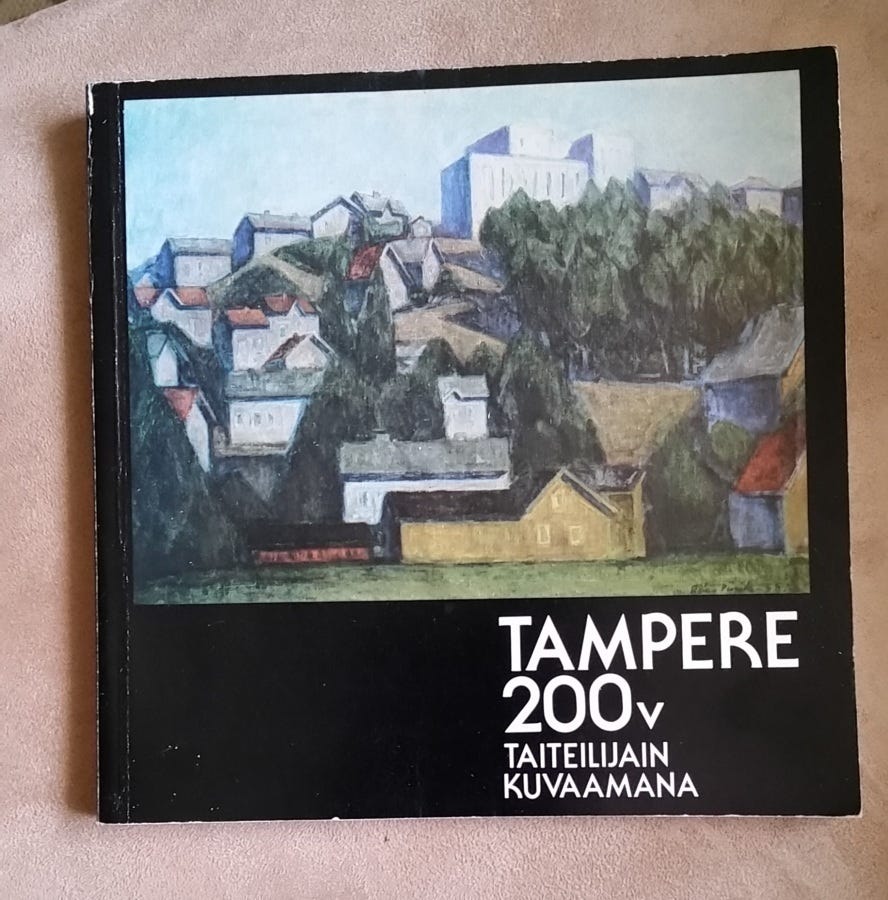 TAMPERE
200v
TAITEILIJAIN
KUVAAMANA